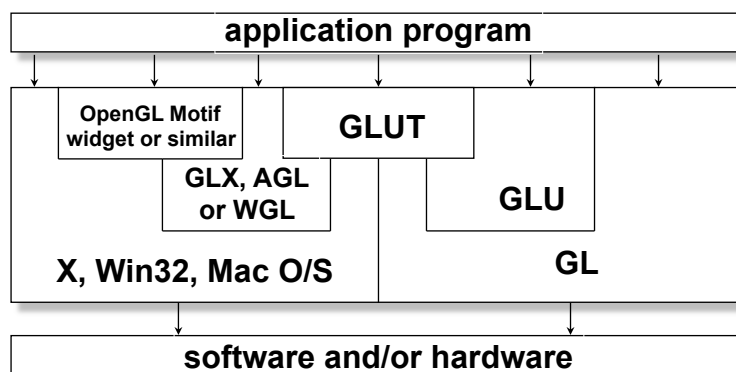 application program
OpenGL Motif
widget or similar
GLUT
GLX, AGL
or WGL
GLU
X, Win32, Mac O/S
GL
software and/or hardware